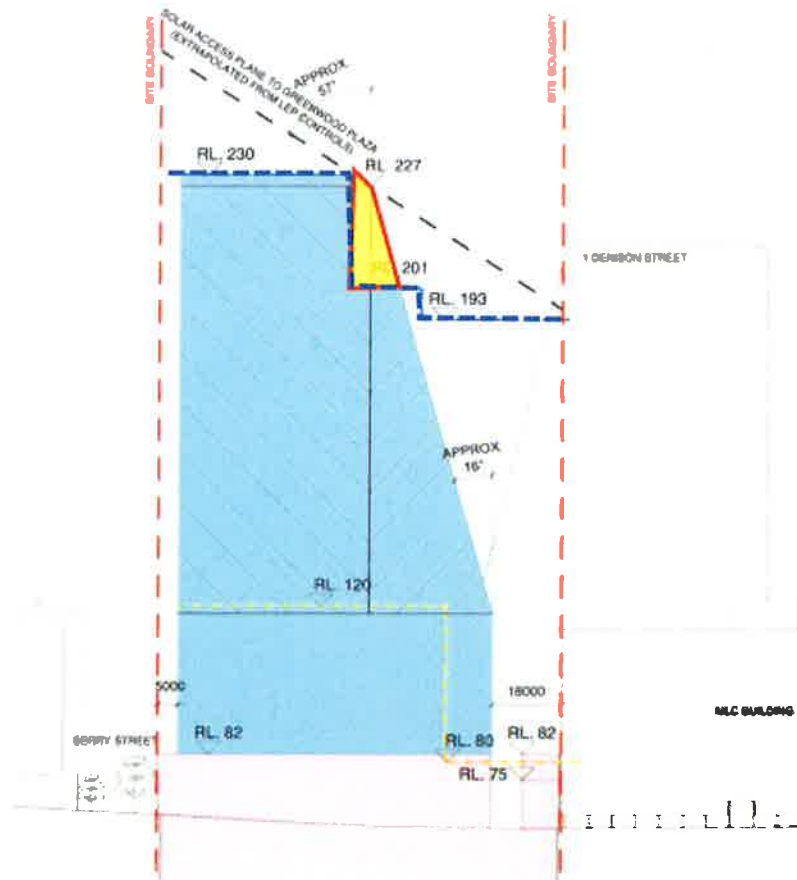 SITE BOUNDARY
SITE BOUNDARY
SOLAR ACCESS PLANE TO GREENWOOD PLAZA
(EXTRAPOLATED FROM LEP CONTROLS)
APPROX
57°
RL. 230
RL 227
1 DENISON STREET
RL. 201
RL. 193
APPROX
16°
RL. 120
5000
18000
MLC BUILDING
BERRY STREET
RL. 82
RL. 80
RL. 82
RL. 75